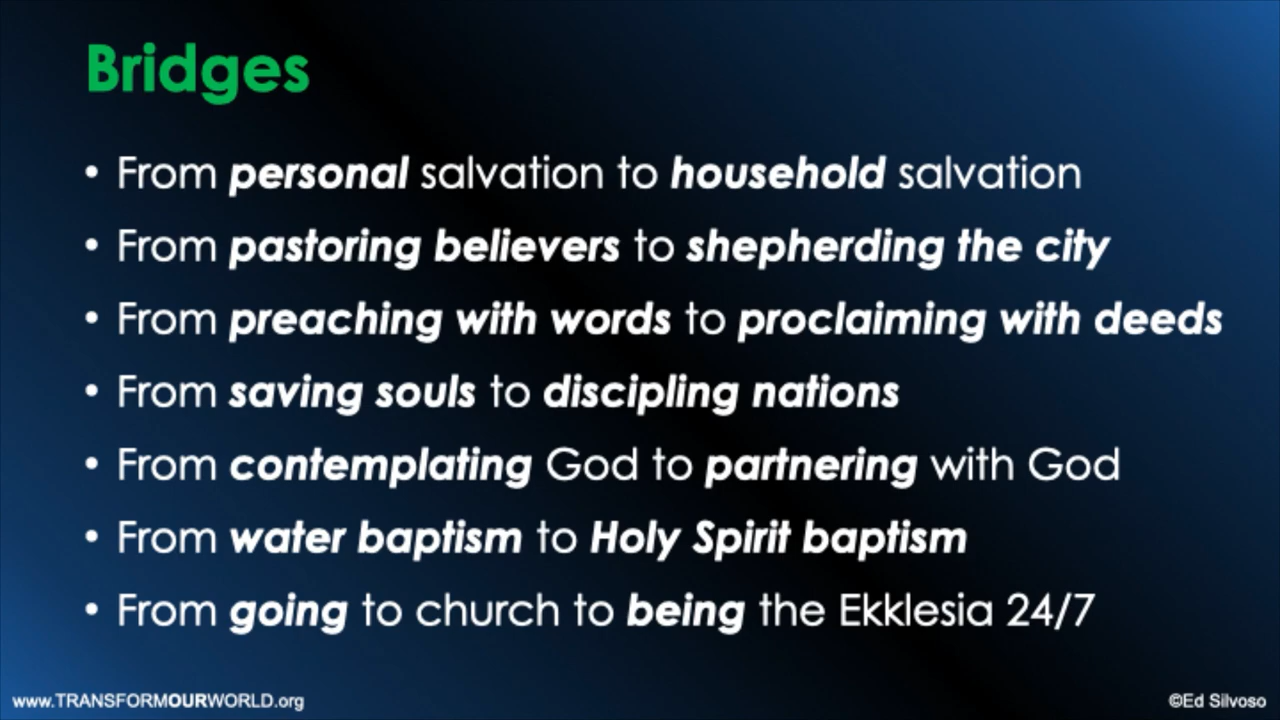 Bridges
• From personal salvation to household salvation
• From pastoring believers to shepherding the city
• From preaching with words to proclaiming with deeds
• From saving souls to discipling nations
• From contemplating God to partnering with God
• From water baptism to Holy Spirit baptism
• From going to church to being the Ekklesia 24/7
www.TRANSFORMOURWORLD.org
©Ed Silvoso